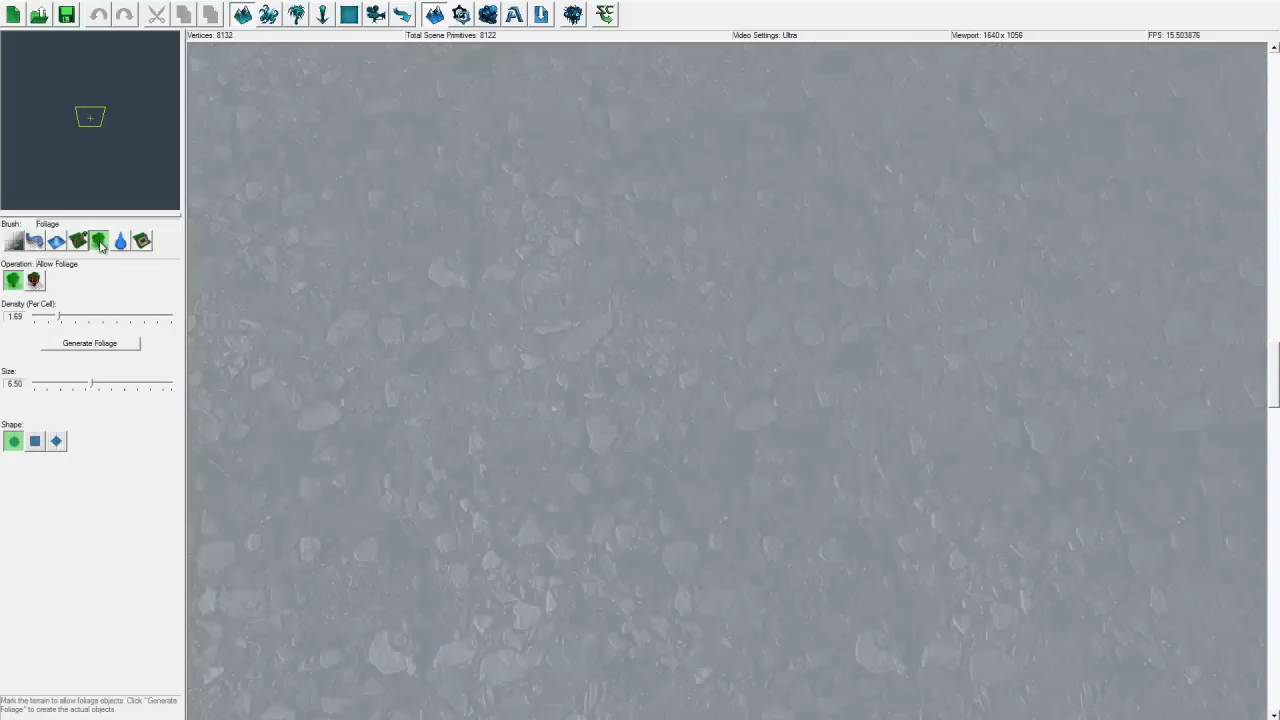 Vertices: 8132 Total Scene Primitives: 8122 Video Settings: Ultra Viewport: 1640 x 1056 FPS: 15.503876
Brush: Foliage
Operation: Allow Foliage
Density (Per Cell):
1.69
Generate Foliage
Size:
6.50
Shape:
Mark the terrain to allow foliage objects. Click "Generate
Foliage" to create the actual objects.